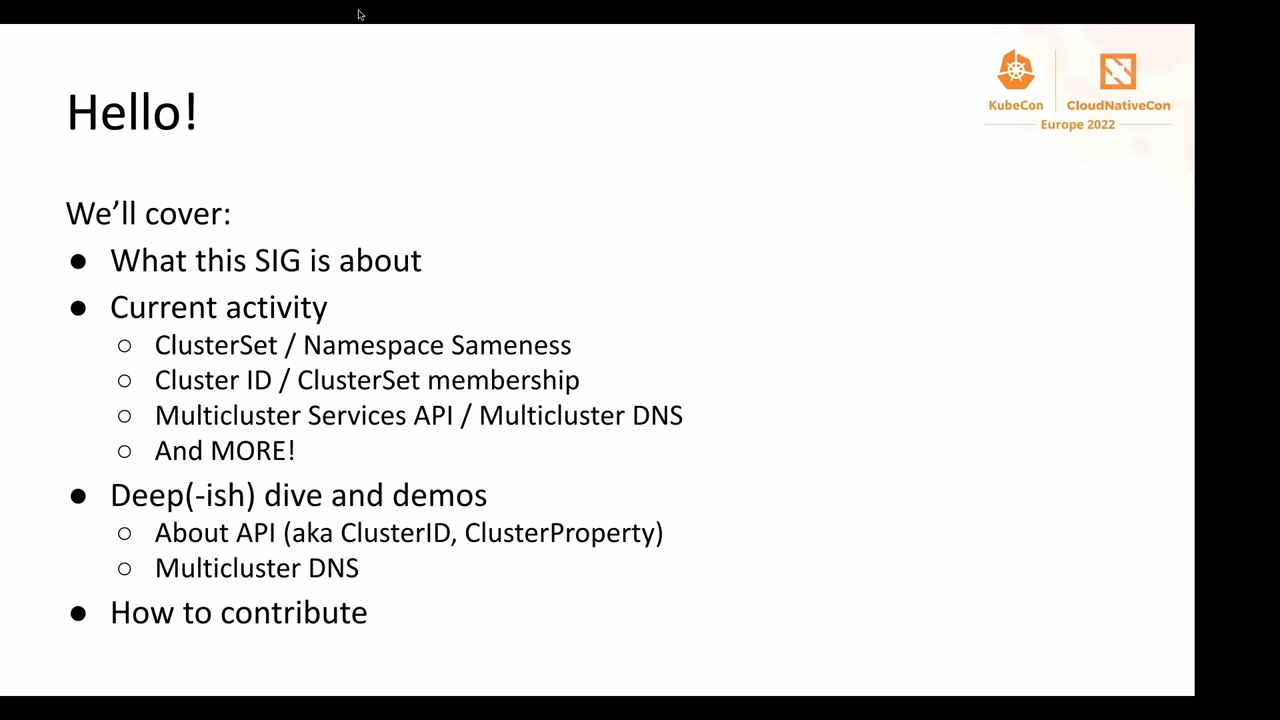 Hello!
KubeCon
CloudNativeCon
Europe 2022
We’ll cover:
● What this SIG is about
● Current activity
○ ClusterSet / Namespace Sameness
○ Cluster ID / ClusterSet membership
○ Multicluster Services API / Multicluster DNS
○ And MORE!
● Deep(-ish) dive and demos
○ About API (aka ClusterID, ClusterProperty)
○ Multicluster DNS
● How to contribute